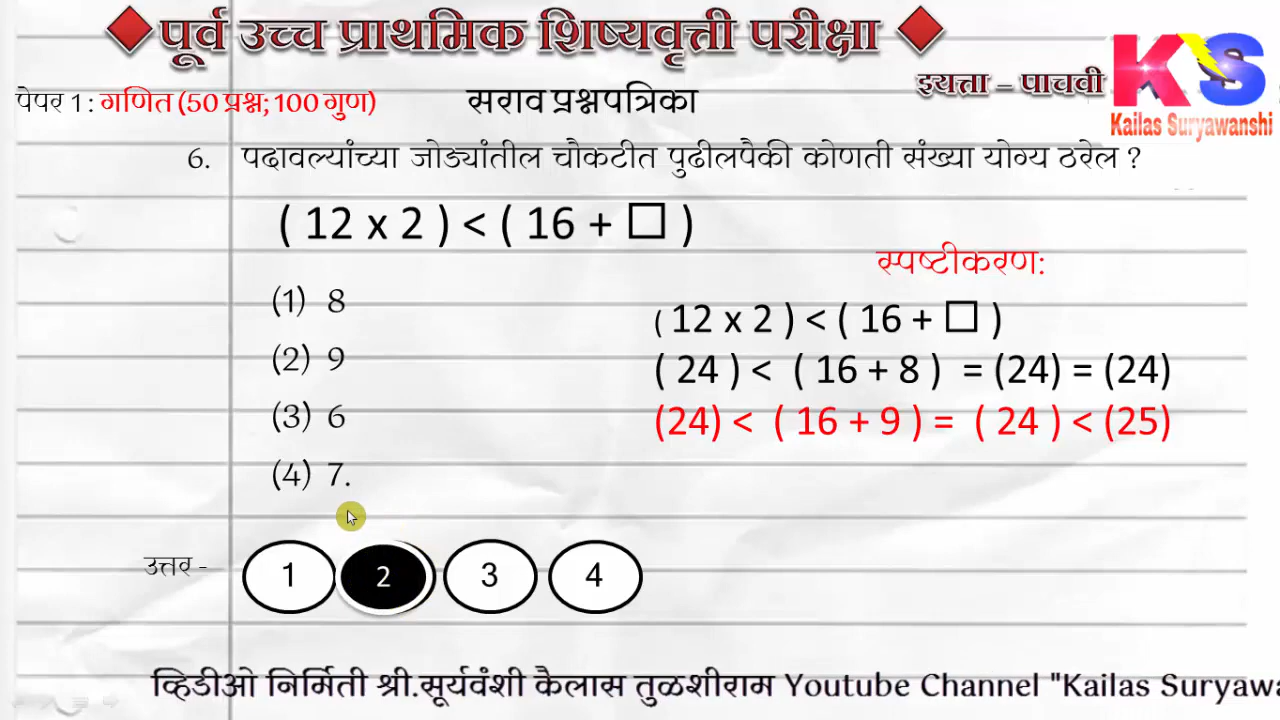 पूर्व उच्च प्राथमिक शिष्यवृत्ती परीक्षा
KS
इयत्ता – पाचवी
Kailas Suryawanshi
पेपर 1 : गणित (50 प्रश्न; 100 गुण)
सराव प्रश्नपत्रिका
6. पदावल्यांच्या जोड्यांतील चौकटीत पुढीलपैकी कोणती संख्या योग्य ठरेल ?
( 12 x 2 ) < ( 16 + □ )
स्पष्टीकरण:
(1) 8
( 12 x 2 ) < ( 16 + □ )
(2) 9
( 24 ) < ( 16 + 8 ) = (24) = (24)
(3) 6
(24) < ( 16 + 9 ) = ( 24 ) < (25)
(4) 7.
उत्तर - 1 2 3 4
व्हिडीओ निर्मिती श्री.सूर्यवंशी कैलास तुळशीराम Youtube Channel "Kailas Suryawa